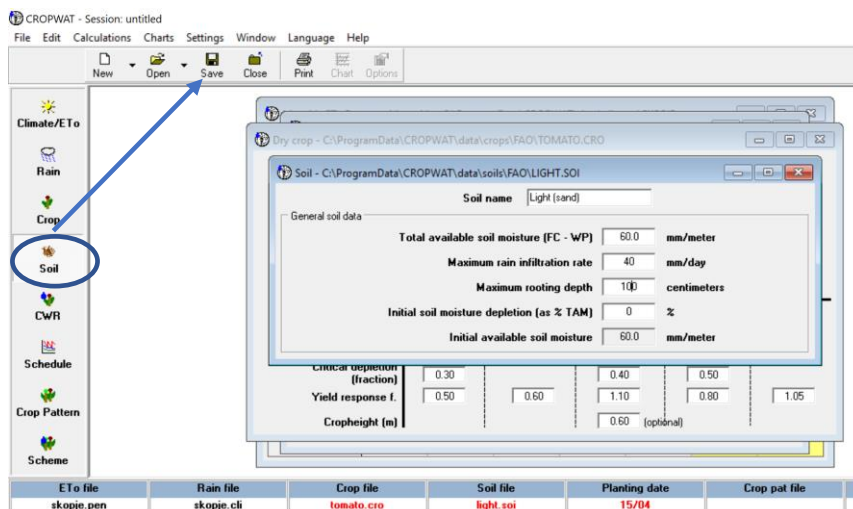 CROPWAT - Session: untitled
File Edit Calculations Charts Settings Window Language Help
New Open Save Close Print Chart Options
Climate/ETo
Rain
Crop
Soil
CWR
Schedule
Crop Pattern
Scheme
Dry crop - C:\ProgramData\CROPWAT\data\crops\FAO\TOMATO.CRO
Soil - C:\ProgramData\CROPWAT\data\soils\FAO\LIGHT.SOI
Soil name Light (sand)
General soil data
Total available soil moisture (FC - WP) 60.0 mm/meter
Maximum rain infiltration rate 40 mm/day
Maximum rooting depth 100 centimeters
Initial soil moisture depletion (as % TAM) 0 %
Initial available soil moisture 60.0 mm/meter
Critical depletion
(fraction) 0.30 0.40 0.50
Yield response f. 0.50 0.60 1.10 0.80 1.05
Cropheight (m) 0.60 (optional)
ETo file Rain file Crop file Soil file Planting date Crop pat file
skopje.pen skopje.cli tomato.cro light.soi 15/04